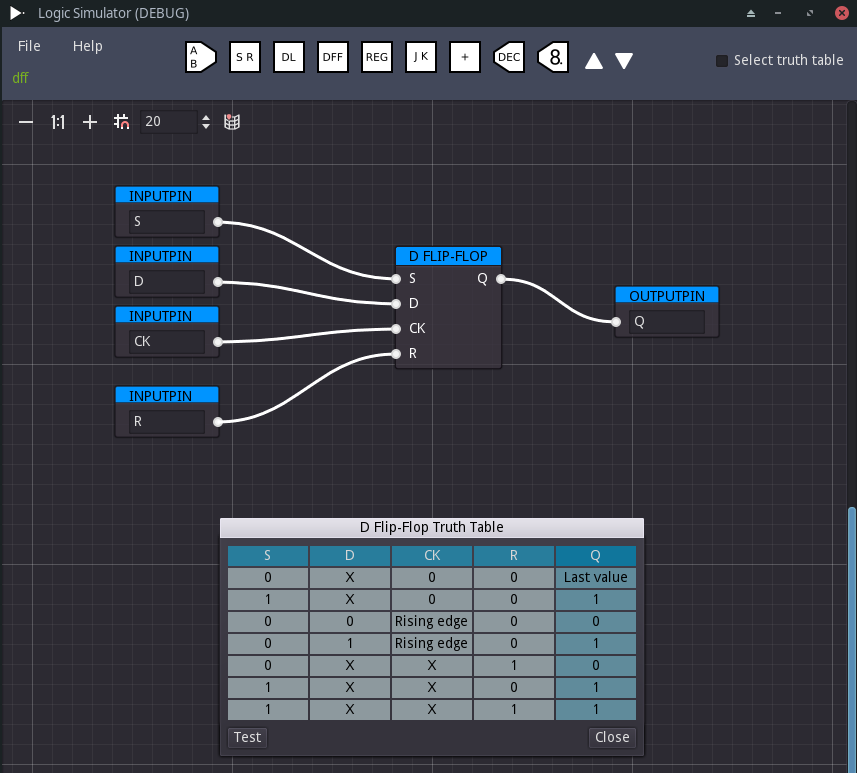 Logic Simulator (DEBUG)
File Help
A B S R DL DFF REG J K + DEC 8.
Select truth table
dff
1:1 20
INPUTPIN
S
INPUTPIN
D
INPUTPIN
CK
INPUTPIN
R
D FLIP-FLOP
S Q
D
CK
R
OUTPUTPIN
Q
D Flip-Flop Truth Table
S D CK R Q
0 X 0 0 Last value
1 X 0 0 1
0 0 Rising edge 0 0
0 1 Rising edge 0 1
0 X X 1 0
1 X X 0 1
1 X X 1 1
Test Close